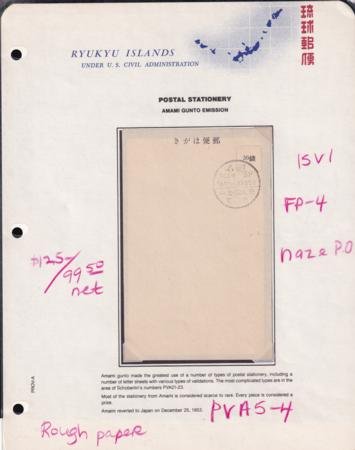 RYUKYU ISLANDS
UNDER U. S. CIVIL ADMINISTRATION
琉球郵便
POSTAL STATIONERY
AMAMI GUNTO EMISSION
きがは便郵
1SV1
FP-4
naze P.O.
$125-/
99 50
net
Amami gunto made the greatest use of a number of types of postal stationery, including a
number of letter sheets with various types of validations. The most complicated types are in the
area of Schoberlin's numbers PVA21-23.
Most of the stationery from Amami is considered scarce to rare. Every piece is considered a
prize.
Amami reverted to Japan on December 25, 1953.
PVA5-4
PROV-A
Rough paper